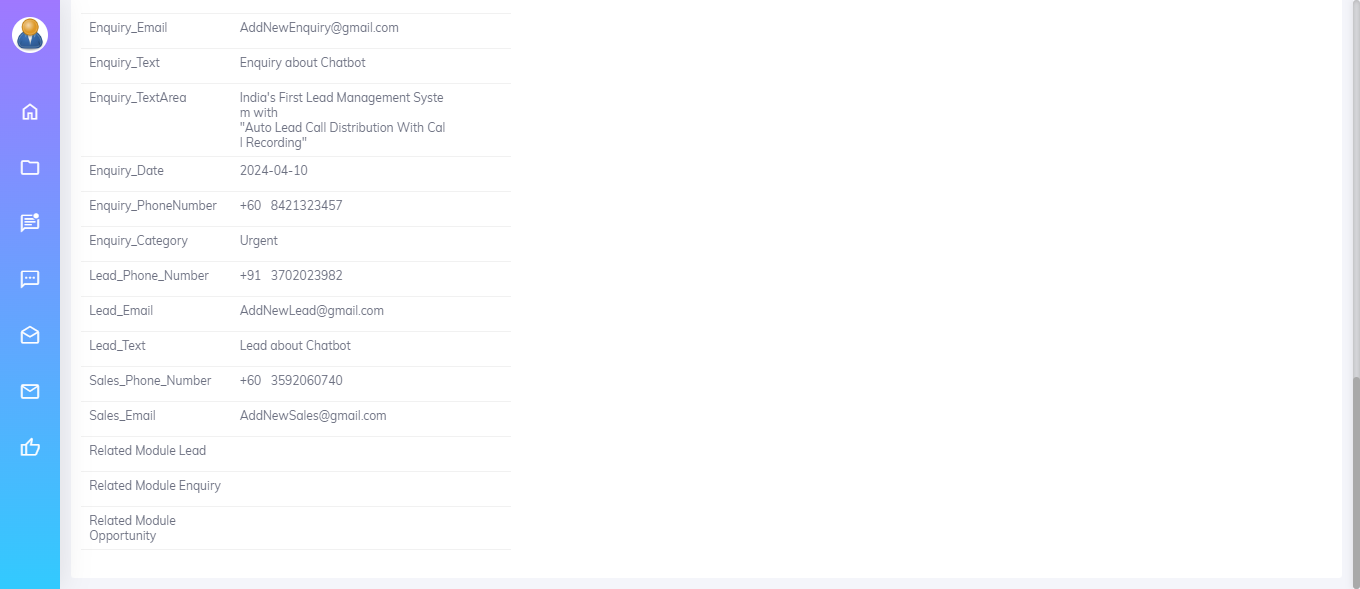 Enquiry_Email AddNewEnquiry@gmail.com
Enquiry_Text Enquiry about Chatbot
Enquiry_TextArea India's First Lead Management Syste
m with
"Auto Lead Call Distribution With Cal
l Recording"
Enquiry_Date 2024-04-10
Enquiry_PhoneNumber +60 8421323457
Enquiry_Category Urgent
Lead_Phone_Number +91 3702023982
Lead_Email AddNewLead@gmail.com
Lead_Text Lead about Chatbot
Sales_Phone_Number +60 3592060740
Sales_Email AddNewSales@gmail.com
Related Module Lead
Related Module Enquiry
Related Module
Opportunity